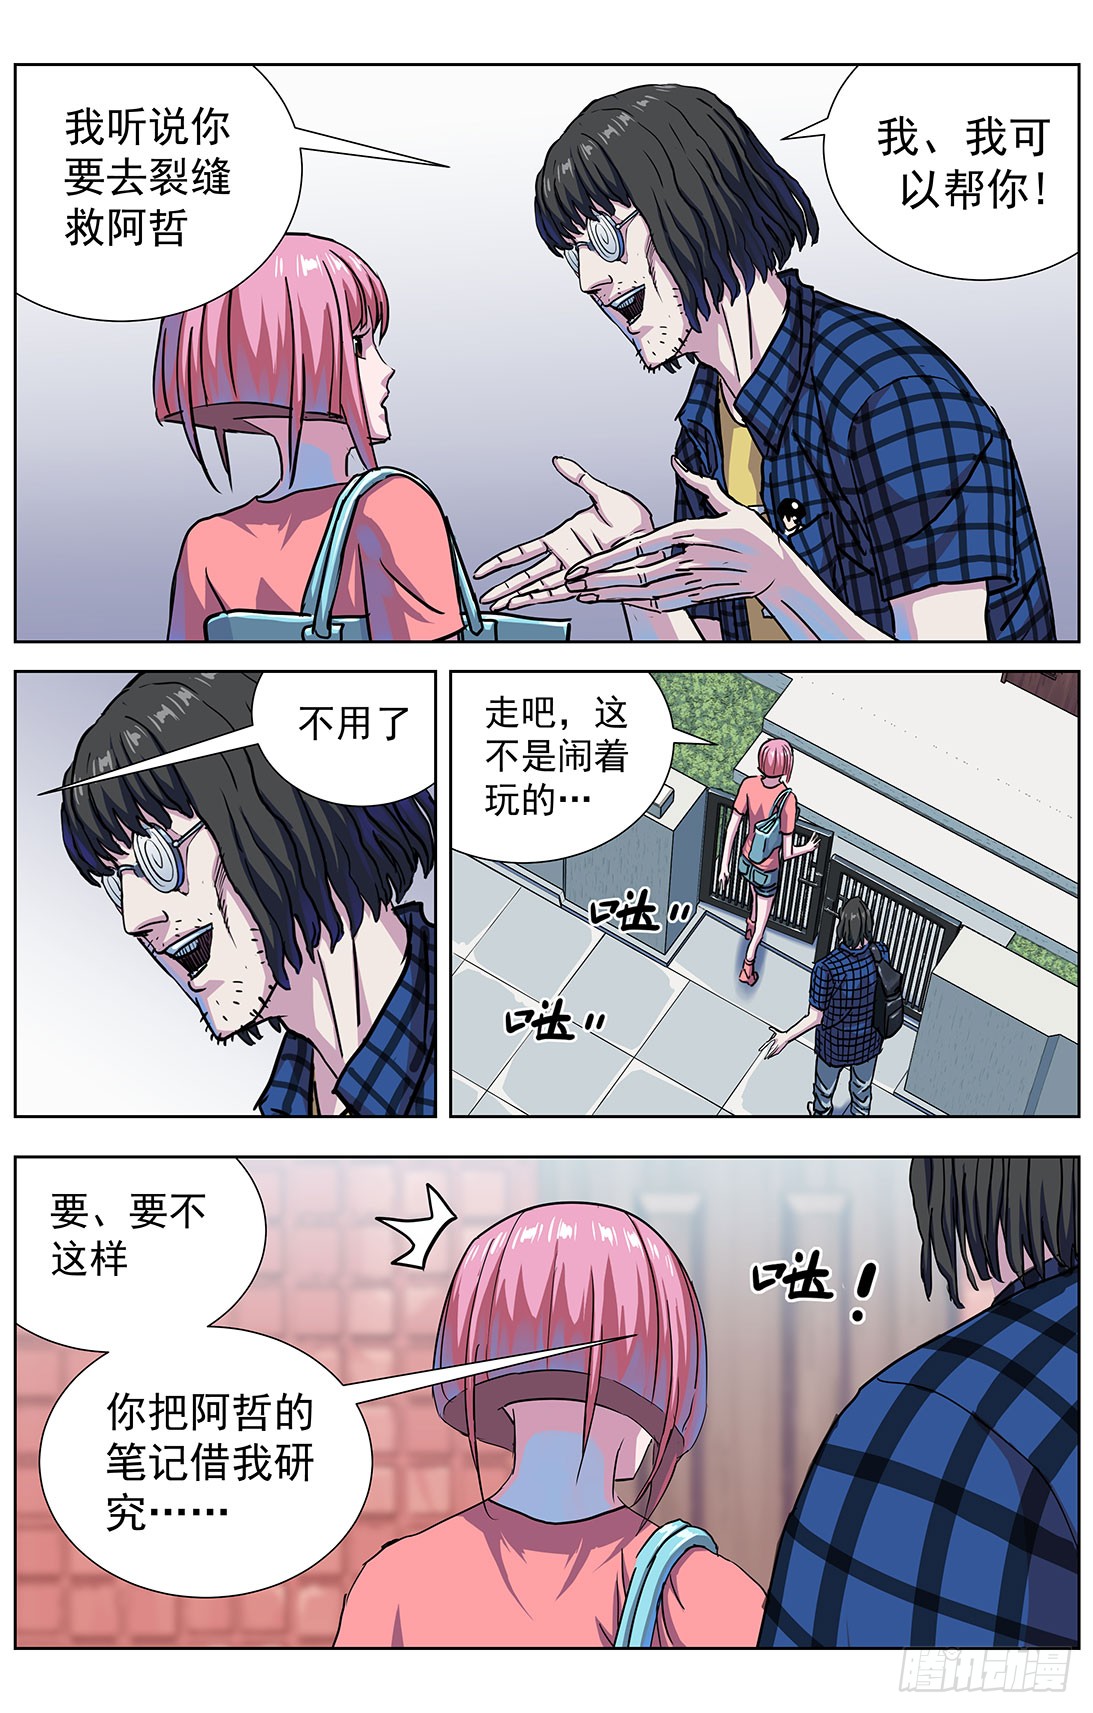 我听说你
要去裂缝
救阿哲
我、我可
以帮你！
不用了
走吧，这
不是闹着
玩的…
哒〃
哒〃
要、要不
这样
哒！
你把阿哲的
笔记借我研
究……
腾讯动漫